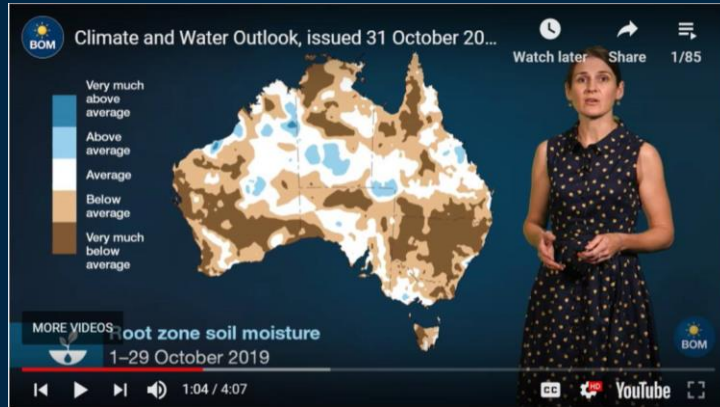 BOM
Climate and Water Outlook, issued 31 October 20...
Watch later
Share
1/85
Very much
above
average
Above
average
Average
Below
average
Very much
below
average
MORE VIDEOS
Root zone soil moisture
1–29 October 2019
BOM
1:04 / 4:07
CC
HD
YouTube